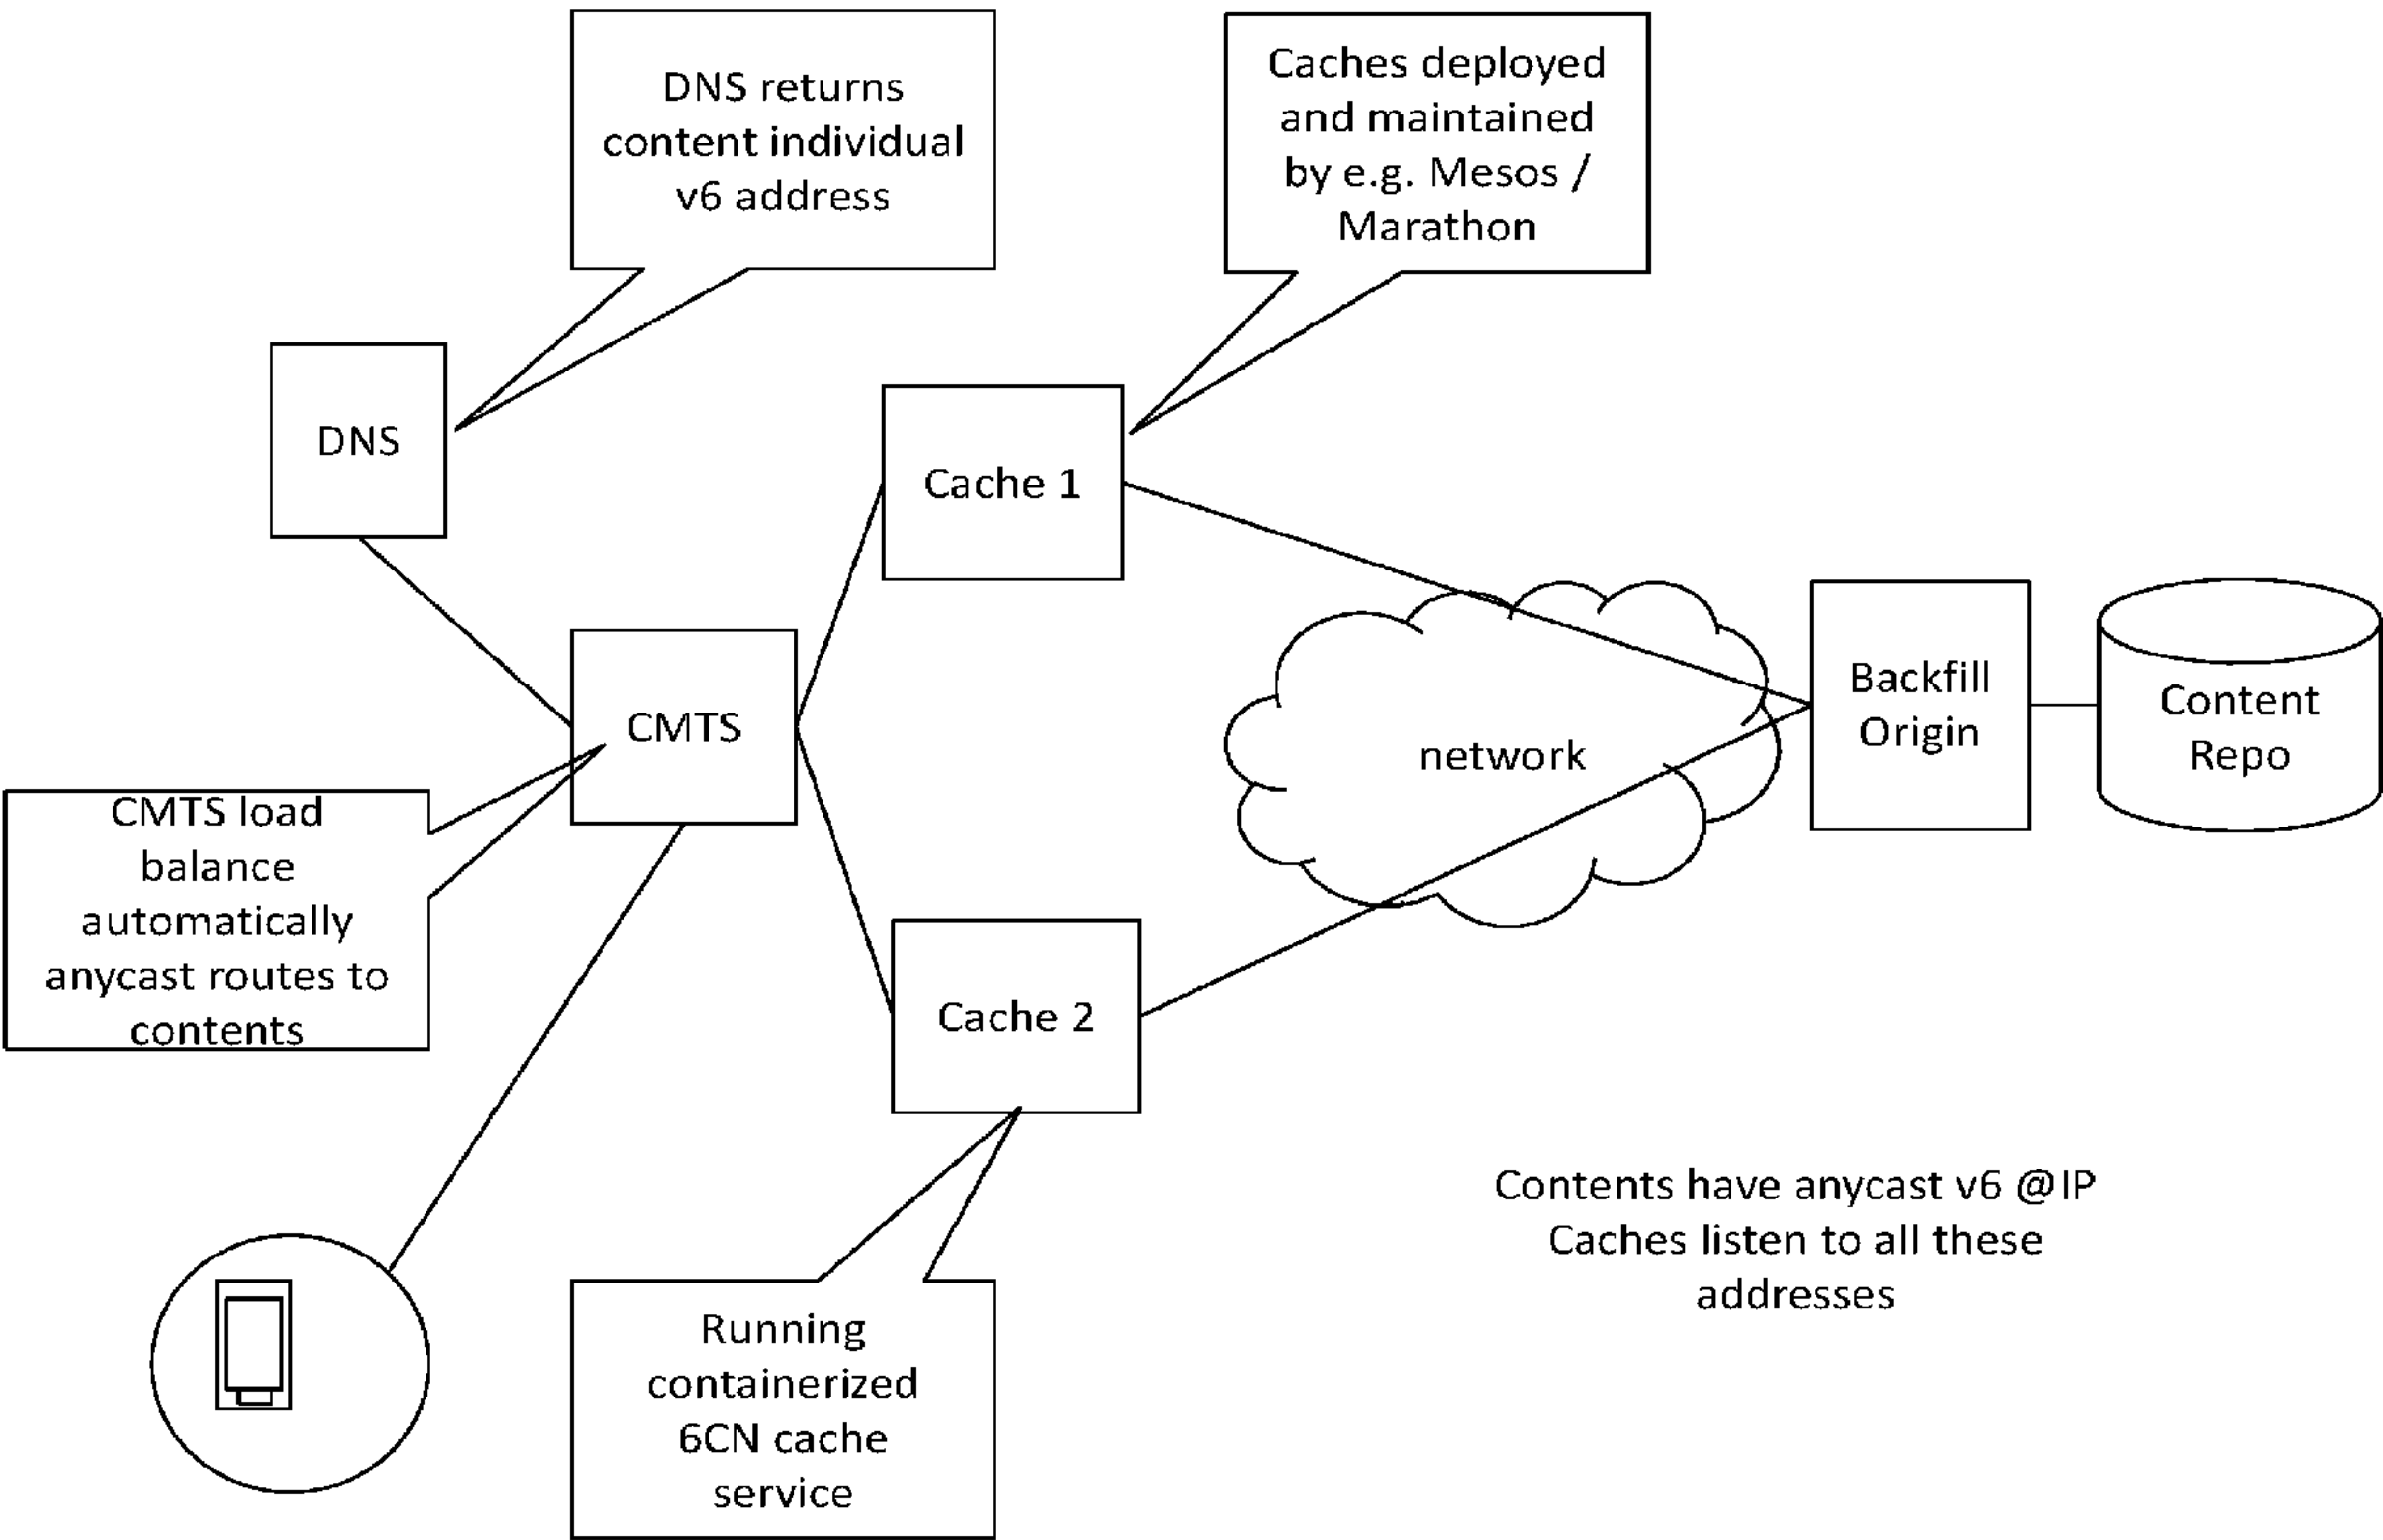 DNS returns
content individual
v6 address
Caches deployed
and maintained
by e.g. Mesos /
Marathon
DNS
Cache 1
CMTS
network
Backfill
Origin
Content
Repo
CMTS load
balance
automatically
anycast routes to
contents
Cache 2
Contents have anycast v6 @IP
Caches listen to all these
addresses
Running
containerized
6CN cache
service